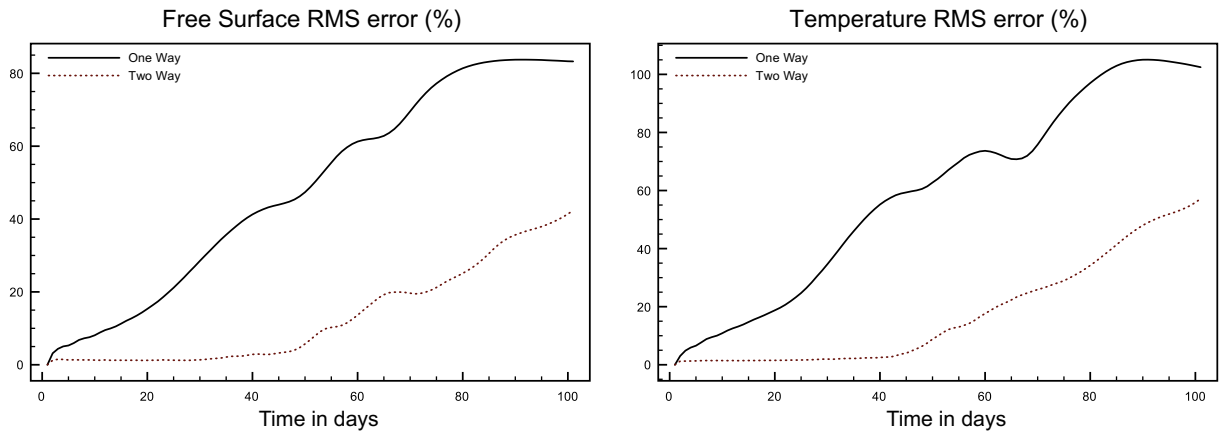 Free Surface RMS error (%)
One Way
Two Way
80
60
40
20
0
0 20 40 60 80 100
Time in days
Temperature RMS error (%)
One Way
Two Way
100
80
60
40
20
0
0 20 40 60 80 100
Time in days